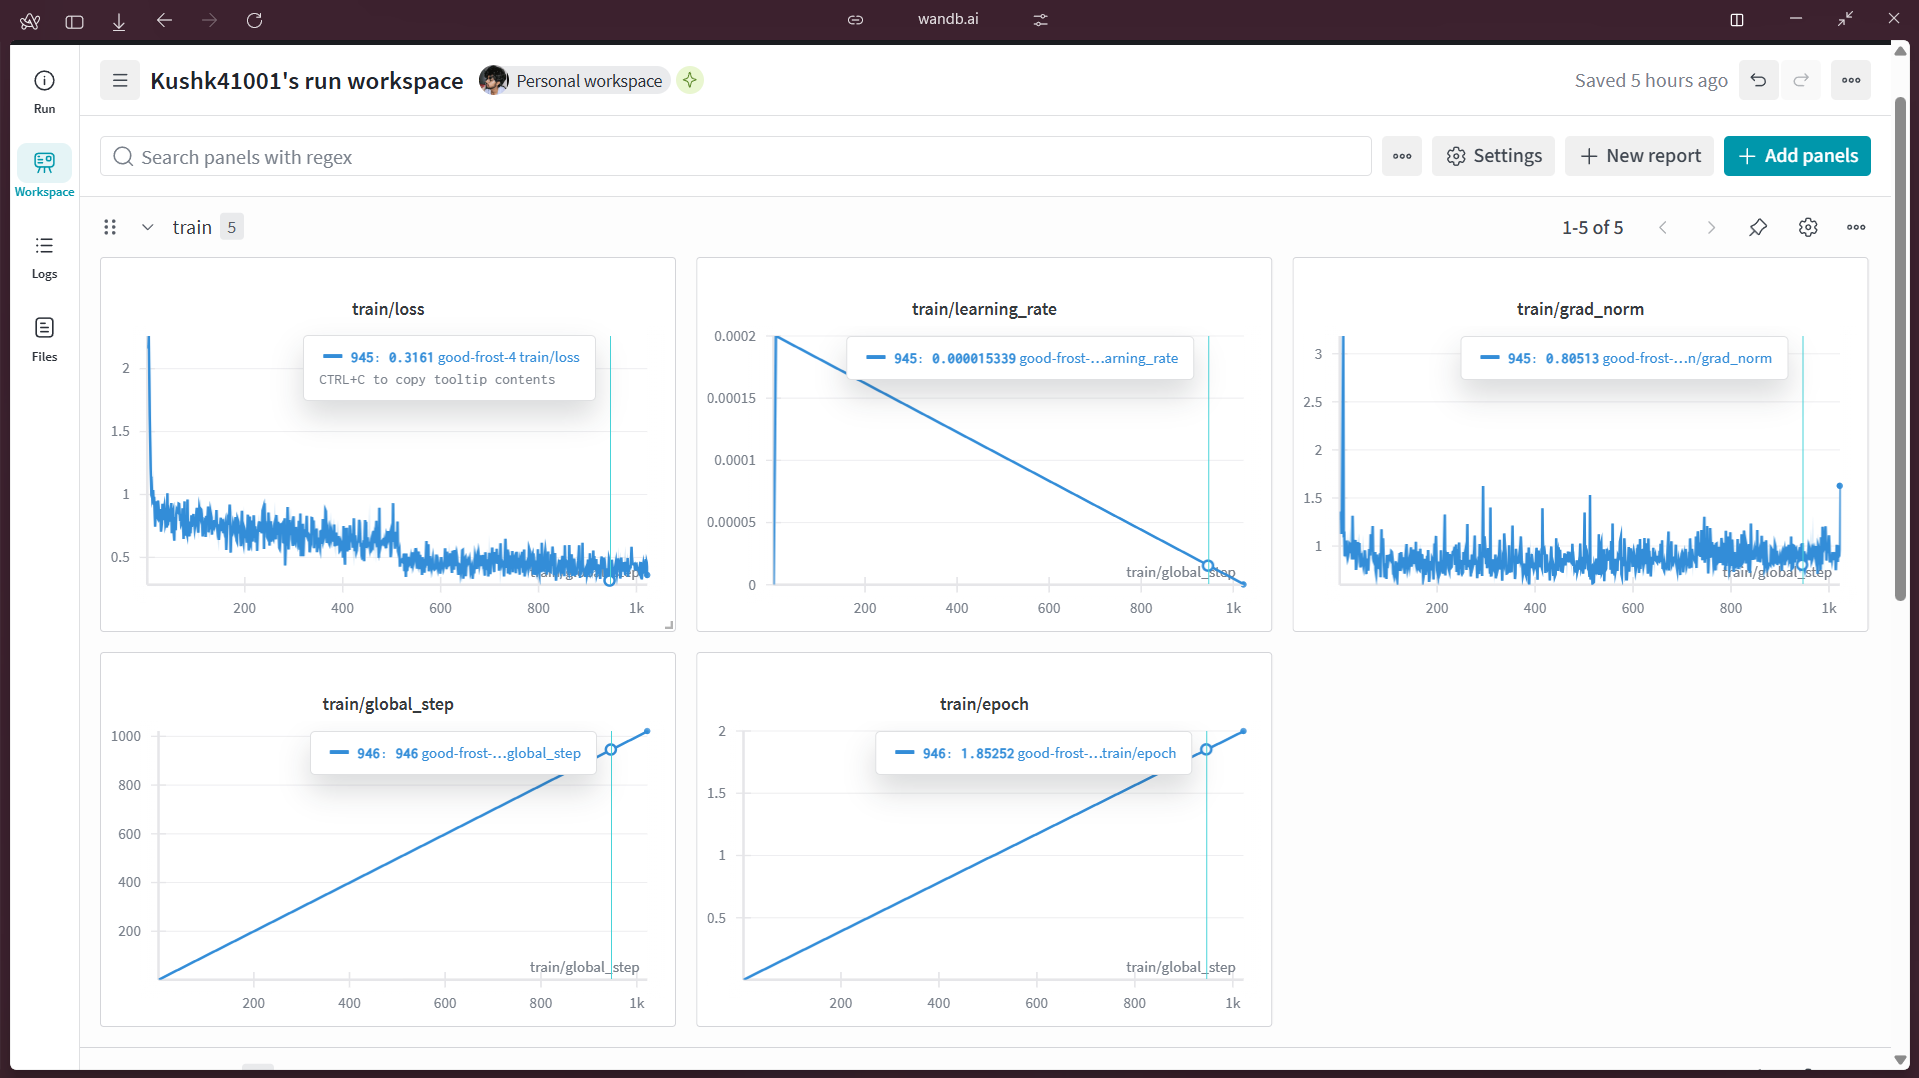 wandb.ai
Run
Workspace
Logs
Files
Kushk41001's run workspace
Personal workspace
Saved 5 hours ago
Search panels with regex
Settings
New report
Add panels
train 5
1-5 of 5
train/loss
945: 0.3161 good-frost-4 train/loss
CTRL+C to copy tooltip contents
2
1.5
1
0.5
train/global_step
200 400 600 800 1k
train/learning_rate
945: 0.000015339 good-frost-...arning_rate
0.0002
0.00015
0.0001
0.00005
0
train/global_step
200 400 600 800 1k
train/grad_norm
945: 0.80513 good-frost-...n/grad_norm
3
2.5
2
1.5
1
train/global_step
200 400 600 800 1k
train/global_step
946: 946 good-frost-...global_step
1000
800
600
400
200
train/global_step
200 400 600 800 1k
train/epoch
946: 1.85252 good-frost-...train/epoch
2
1.5
1
0.5
train/global_step
200 400 600 800 1k